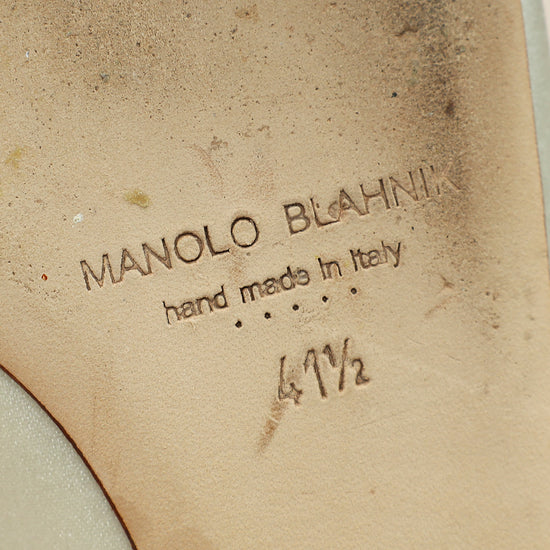 MANOLO BLAHNIK
hand made in Italy
41½